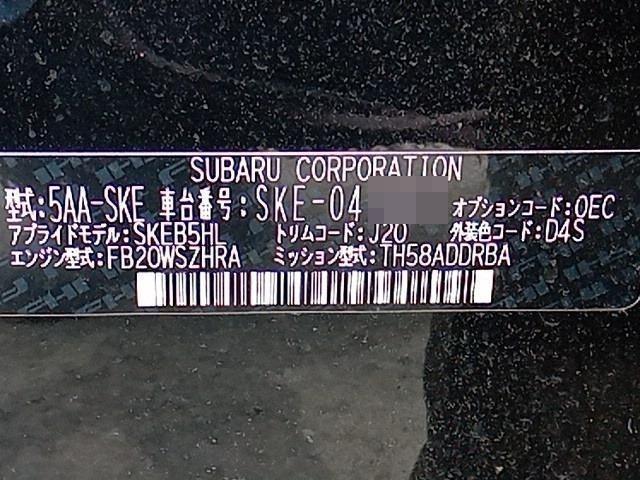 SUBARU CORPORATION
型式:5AA-SKE 車台番号:SKE-04 オプションコード:OEC
アプライドモデル:SKEB5HL トリムコード:J20 外装色コード:D4S
エンジン型式:FB20WSZHRA ミッション型式:TH58ADDRBA